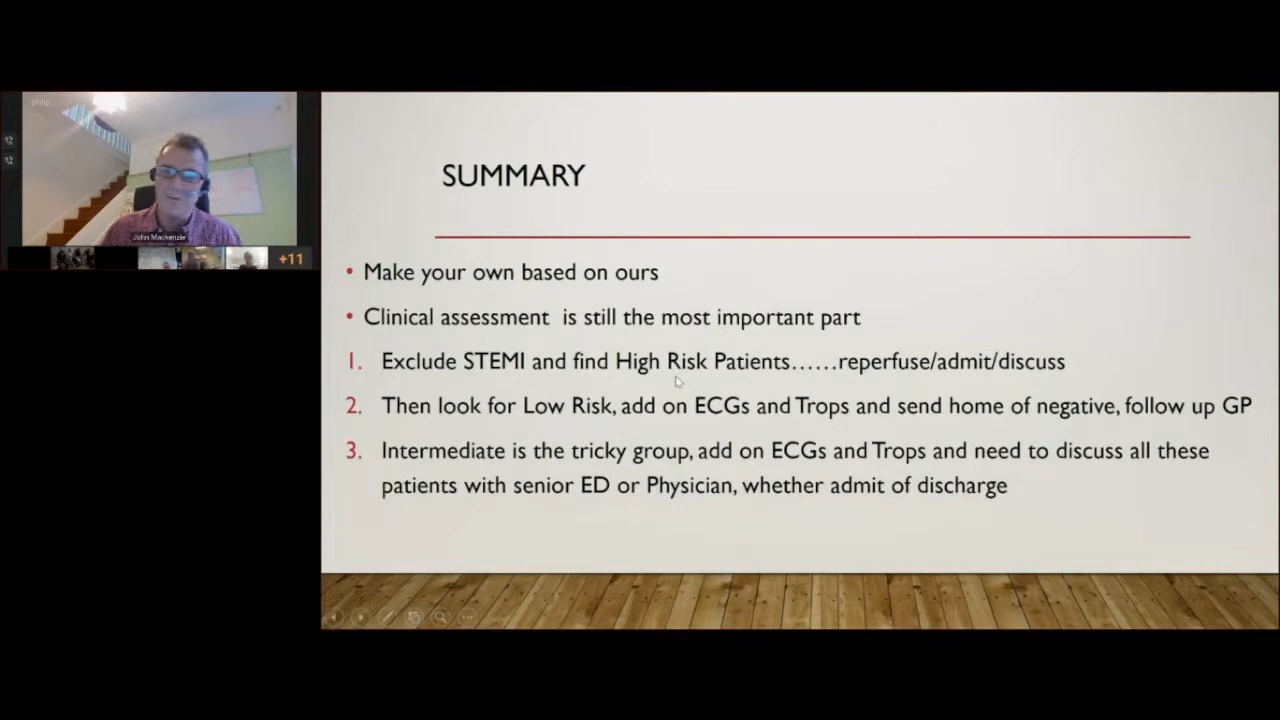 John Mackenzie
+11
SUMMARY
• Make your own based on ours
• Clinical assessment is still the most important part
1. Exclude STEMI and find High Risk Patients......reperfuse/admit/discuss
2. Then look for Low Risk, add on ECGs and Trops and send home of negative, follow up GP
3. Intermediate is the tricky group, add on ECGs and Trops and need to discuss all these
patients with senior ED or Physician, whether admit of discharge